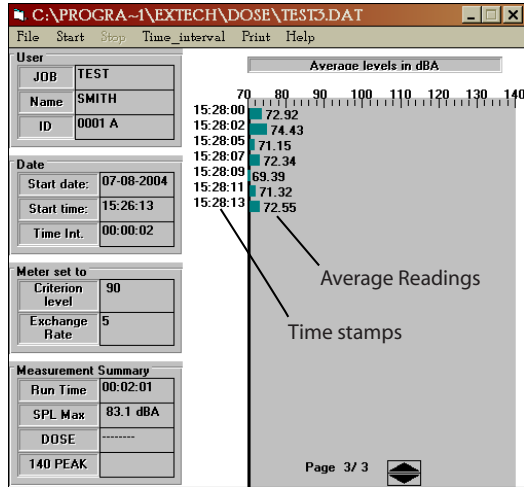 C:\PROGRA~1\EXTECH\DOSE\TEST3.DAT
File Start Stop Time_interval Print Help
User
JOB TEST
Name SMITH
ID 0001 A
Date
Start date: 07-08-2004
Start time: 15:26:13
Time Int. 00:00:02
Meter set to
Criterion level 90
Exchange Rate 5
Measurement Summary
Run Time 00:02:01
SPL Max 83.1 dBA
DOSE --------
140 PEAK
Average levels in dBA
70 80 90 100 110 120 130 140
15:28:00 72.92
15:28:02 74.43
15:28:05 71.15
15:28:07 72.34
15:28:09 69.39
15:28:11 71.32
15:28:13 72.55
Average Readings
Time stamps
Page 3/ 3